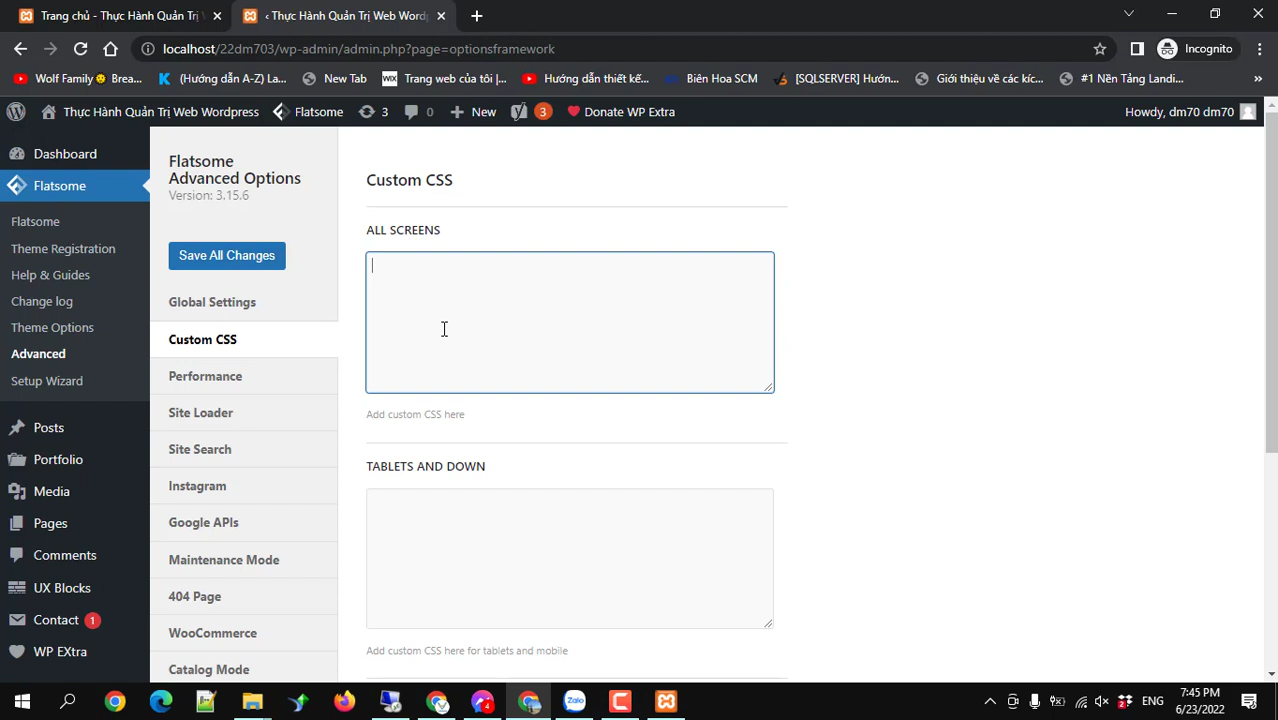 Trang chủ - Thực Hành Quản Trị V
‹ Thực Hành Quản Trị Web Wordp
localhost/22dm703/wp-admin/admin.php?page=optionsframework
Incognito
Wolf Family😊 Brea...
(Hướng dẫn A-Z) La...
New Tab
WIX
Trang web của tôi |...
Hướng dẫn thiết kế...
Biên Hòa SCM
[SQLSERVER] Hướn...
Giới thiệu về các kíc...
#1 Nền Tảng Landi...
»
Thực Hành Quản Trị Web Wordpress
Flatsome
3
0
New
3
Donate WP Extra
Howdy, dm70 dm70
Dashboard
Flatsome
Flatsome
Theme Registration
Help & Guides
Change log
Theme Options
Advanced
Setup Wizard
Posts
Portfolio
Media
Pages
Comments
UX Blocks
Contact 1
WP EXtra
Flatsome
Advanced Options
Version: 3.15.6
Save All Changes
Global Settings
Custom CSS
Performance
Site Loader
Site Search
Instagram
Google APIs
Maintenance Mode
404 Page
WooCommerce
Catalog Mode
Custom CSS
ALL SCREENS
Add custom CSS here
TABLETS AND DOWN
Add custom CSS here for tablets and mobile
4
Zalo
ENG
7:45 PM
6/23/2022